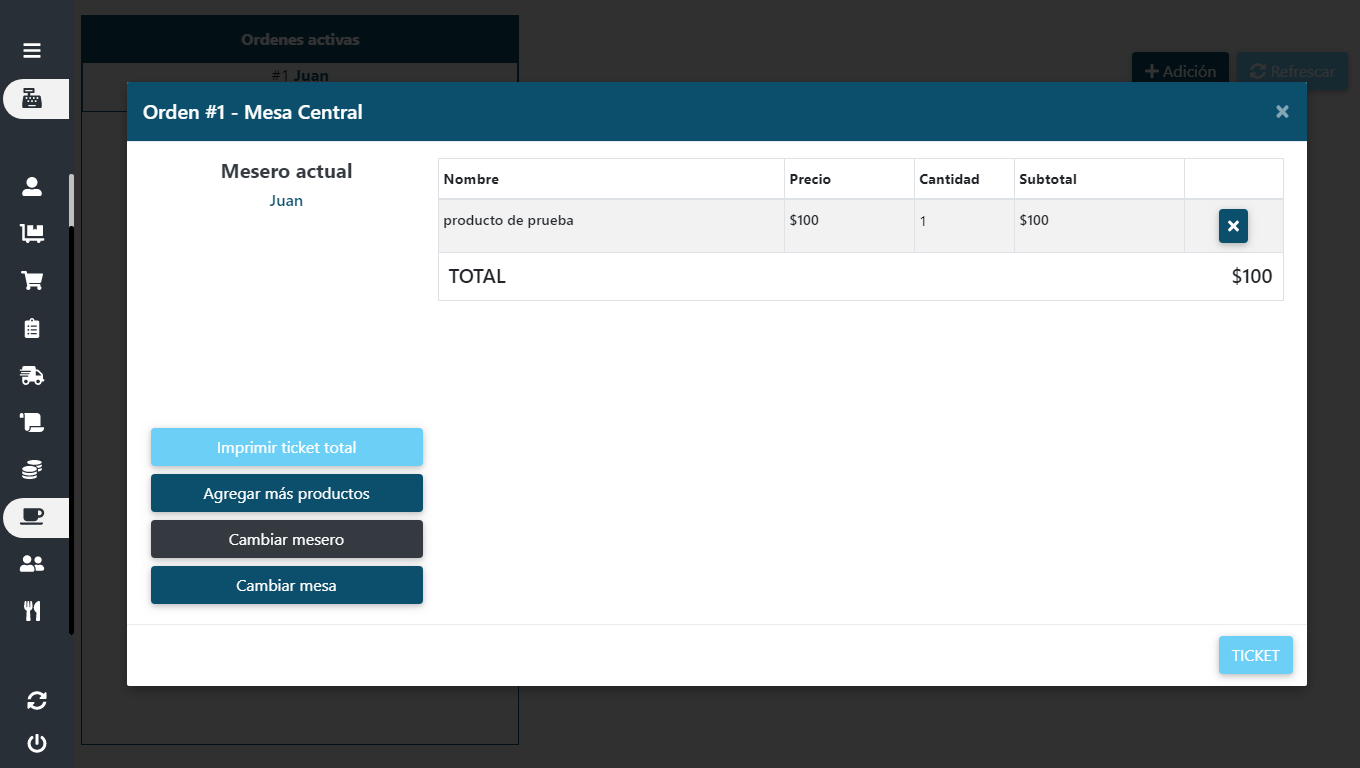 Ordenes activas
#1 Juan
Adición
Refrescar
Orden #1 - Mesa Central
Mesero actual
Juan
Nombre Precio Cantidad Subtotal
producto de prueba $100 1 $100
TOTAL $100
Imprimir ticket total
Agregar más productos
Cambiar mesero
Cambiar mesa
TICKET